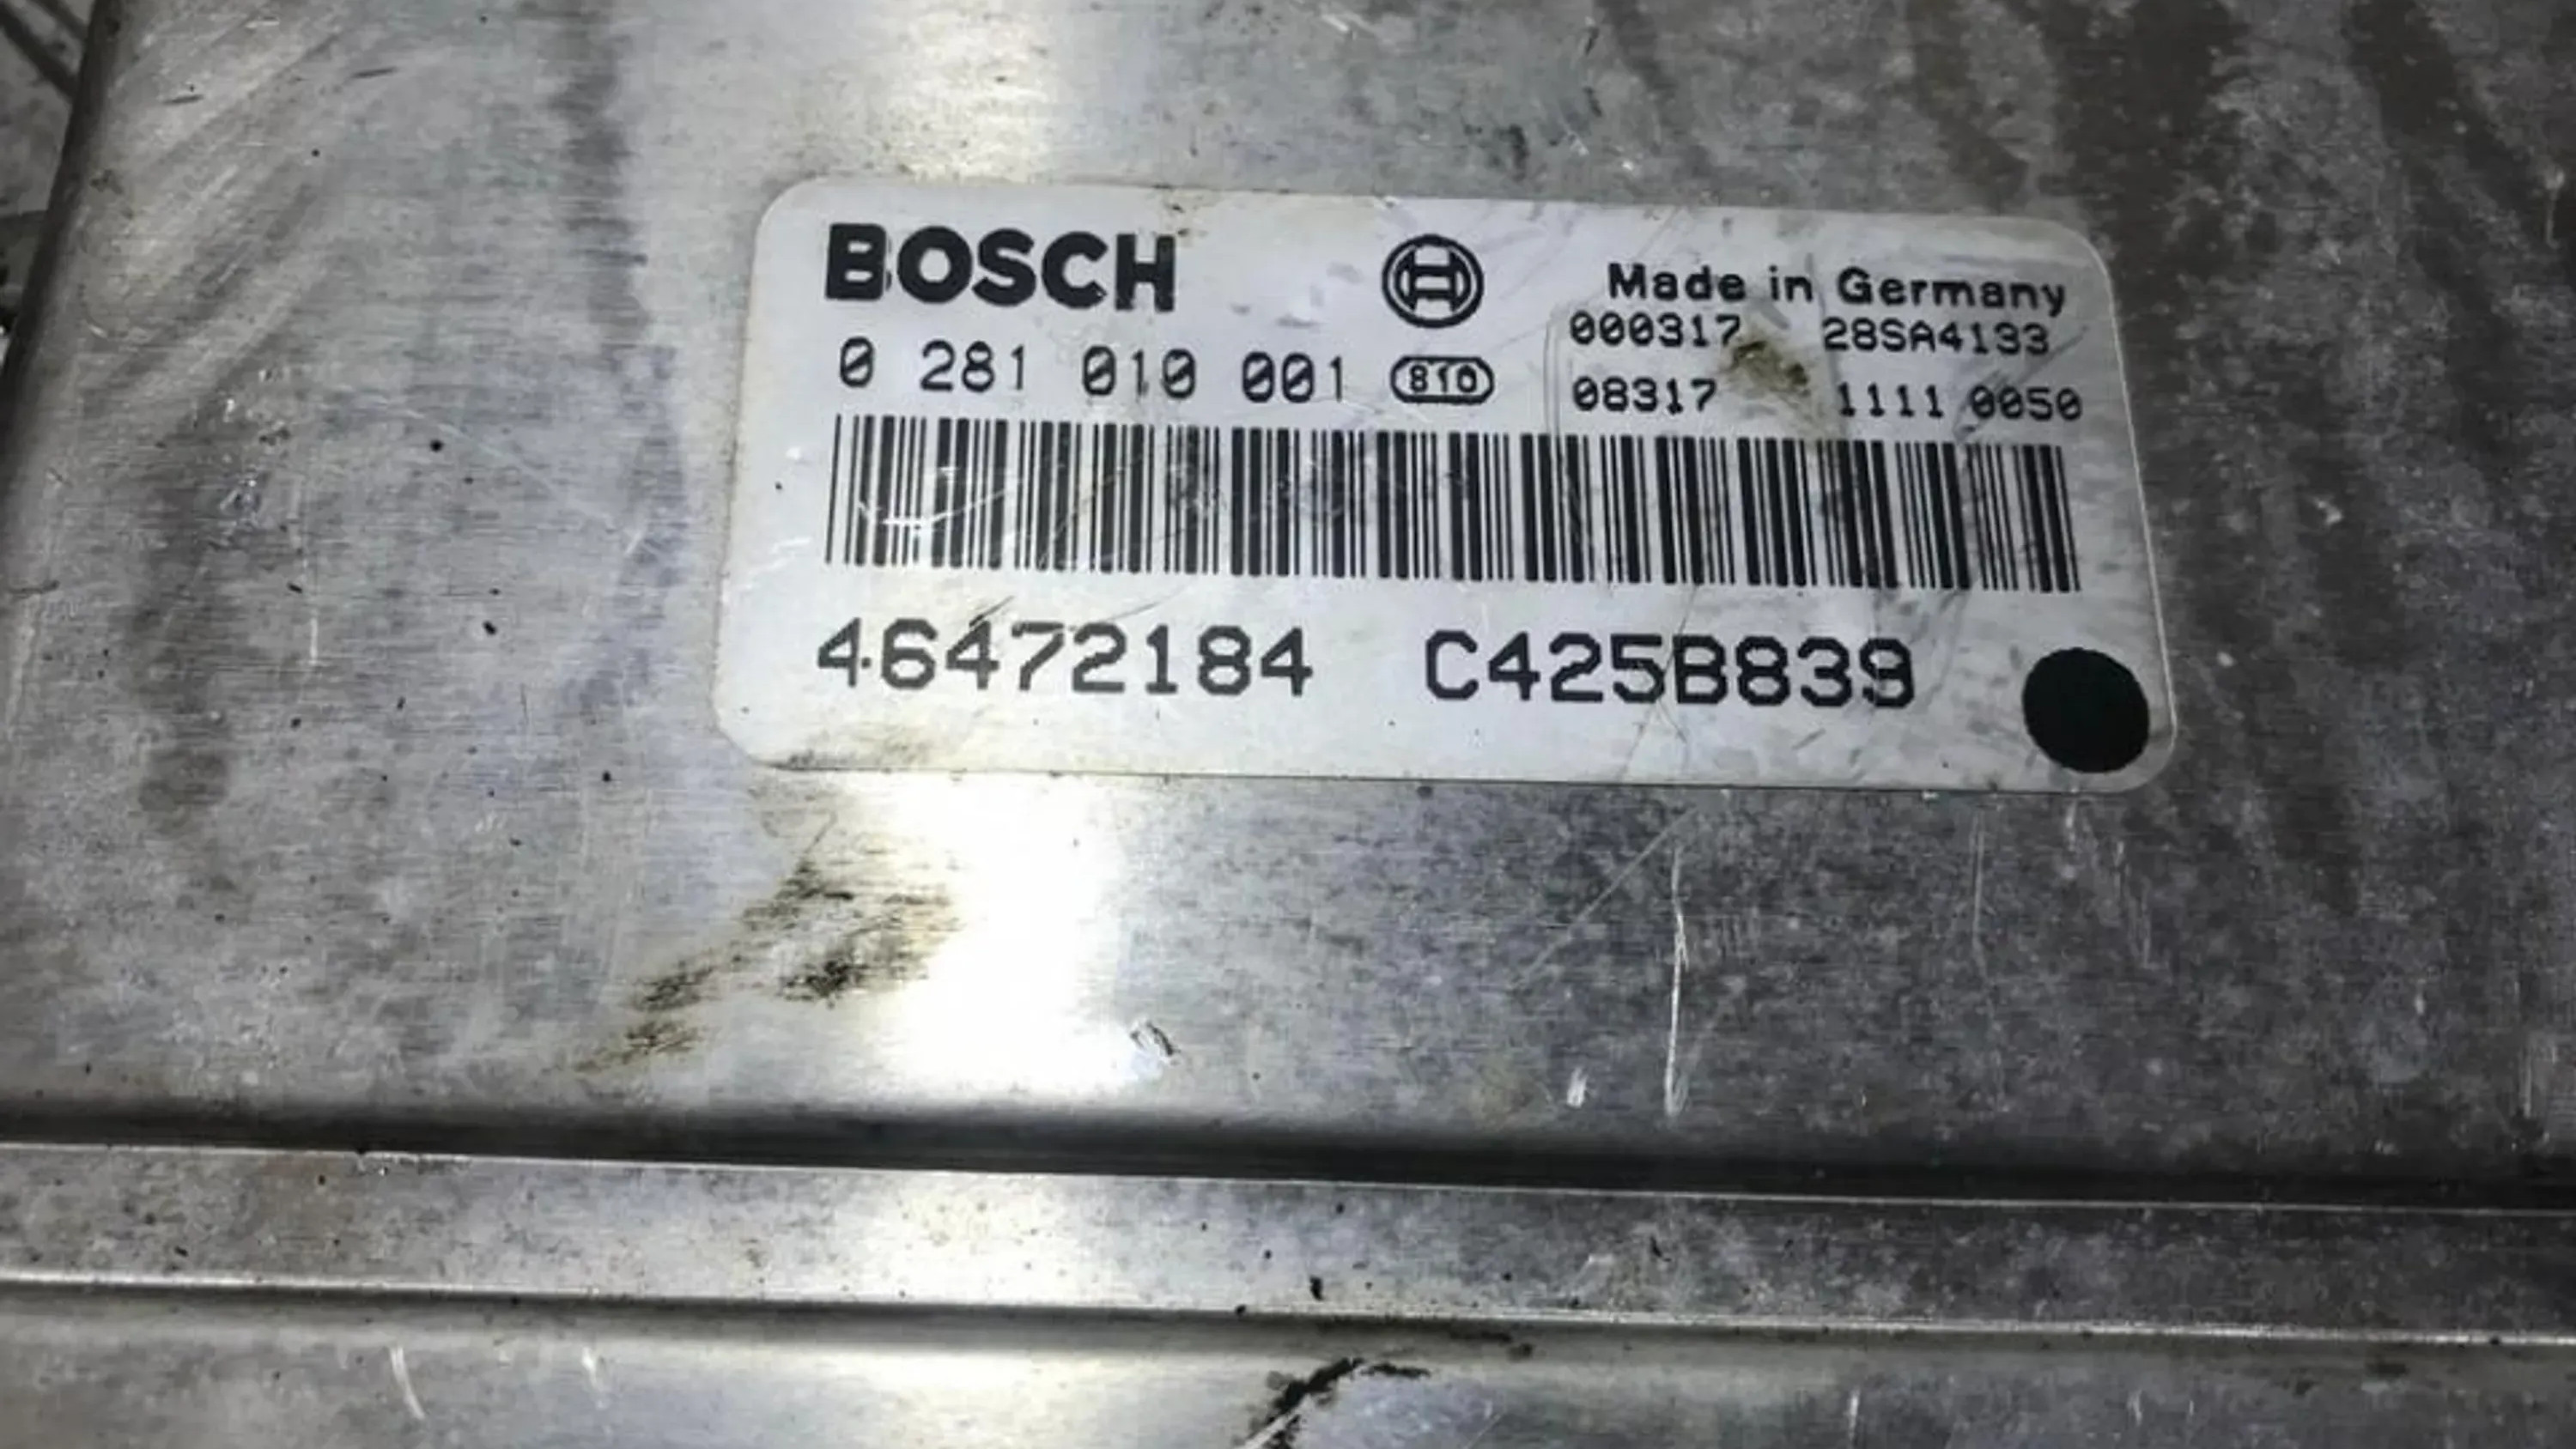 BOSCH
Made in Germany
000317 28SA4133
0 281 010 001 810
08317 1111 0050
46472184 C425B839